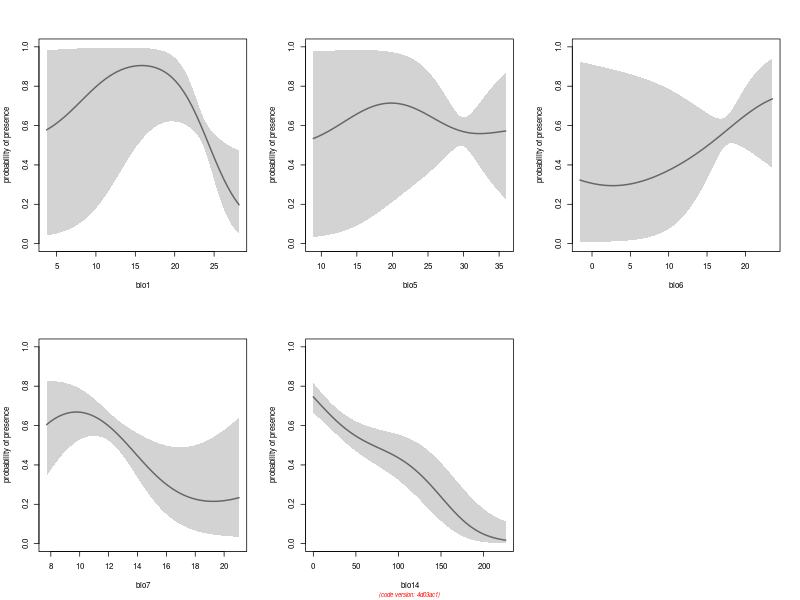 probability of presence
0.0 0.2 0.4 0.6 0.8 1.0
5 10 15 20 25
bio1
probability of presence
0.0 0.2 0.4 0.6 0.8 1.0
10 15 20 25 30 35
bio5
probability of presence
0.0 0.2 0.4 0.6 0.8 1.0
0 5 10 15 20
bio6
probability of presence
0.0 0.2 0.4 0.6 0.8 1.0
8 10 12 14 16 18 20
bio7
probability of presence
0.0 0.2 0.4 0.6 0.8 1.0
0 50 100 150 200
bio14
(code version: 4d03ac1)